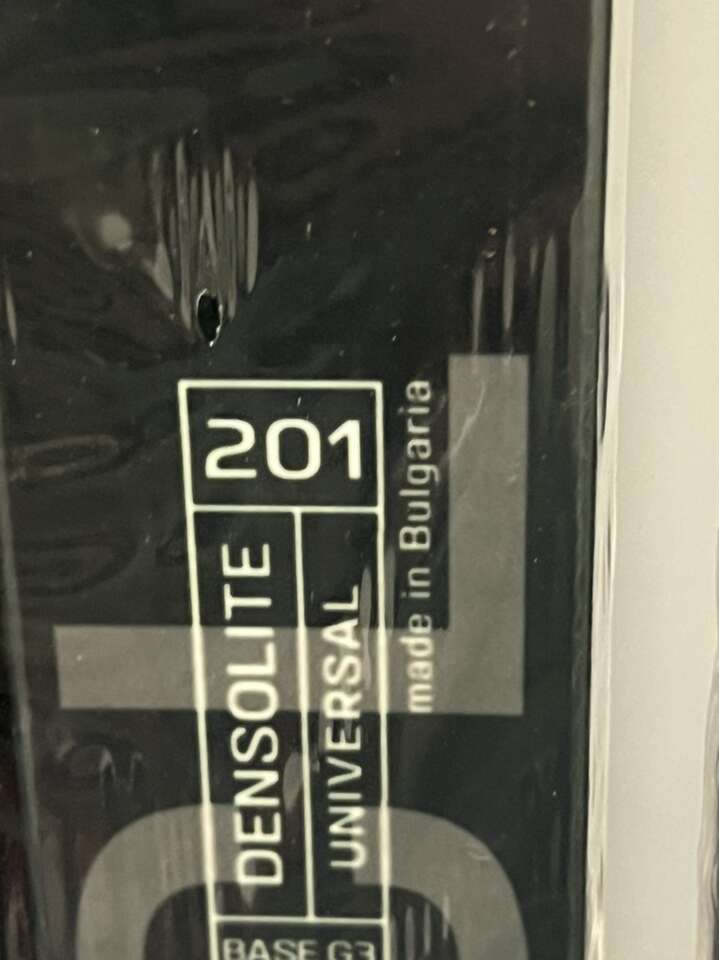 201
DENSOLITE
UNIVERSAL
BASE G3
made in Bulgaria